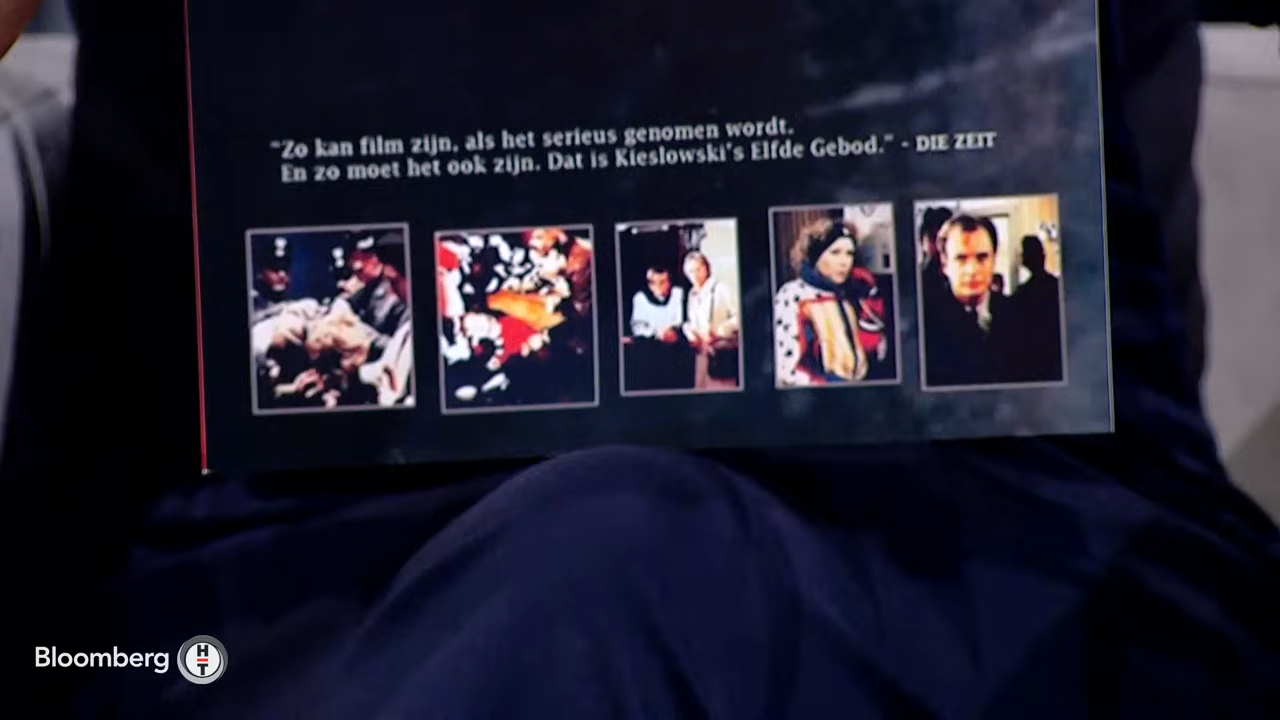 "Zo kan film zijn, als het serieus genomen wordt.
En zo moet het ook zijn. Dat is Kieslowski's Elfde Gebod." - DIE ZEIT
Bloomberg HT